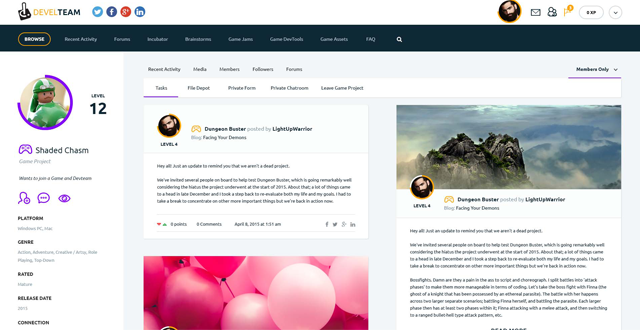 DEVELTEAM
0 XP
8
BROWSE
Recent Activity
Forums
Incubator
Brainstorms
Game Jams
Game DevTools
Game Assets
FAQ
Recent Activity
Media
Members
Followers
Forums
Members Only
Tasks
File Depot
Private Form
Private Chatroom
Leave Game Project
LEVEL
12
Shaded Chasm
Game Project
Wants to join a Game and Devteam
PLATFORM
Windows PC, Mac
GENRE
Action, Adventure, Creative / Artsy, Role
Playing, Top-Down
RATED
Mature
RELEASE DATE
2015
CONNECTION
LEVEL 4
Dungeon Buster posted by LightUpWarrior
Blog: Facing Your Demons
Hey all! Just an update to remind you that we aren't a dead project.
We've invited several people on board to help test Dungeon Buster, which is going remarkably well
considering the hiatus the project underwent at the start of 2015. About that; a lot of things came
to a head in late December and I took a step back to re-evaluate both my life and my goals. I had
to take a break to concentrate on other more important things but we're back in action now.
0 points
0 Comments
April 8, 2015 at 1:51 am
LEVEL 4
Dungeon Buster posted by LightUpWarrior
Blog: Facing Your Demons
Hey all! Just an update to remind you that we aren't a dead project.
We've invited several people on board to help test Dungeon Buster, which is going remarkably well
considering the hiatus the project underwent at the start of 2015. About that; a lot of things came
to a head in late December and I took a step back to re-evaluate both my life and my goals. I had
to take a break to concentrate on other more important things but we're back in action now.
Bossfights. Damn are they a pain in the ass to script and choreograph. I split battles into 'attack
phases' to make them more manageable in terms of coding. Let's take the boss fight with Finna (the
ghost of a knight that has been possessed by an ethereal parasite). The battle with her happens
across two larger separate scenarios; battling Finna herself, and battling the parasite. Each larger
phase then has at least two phases within it; Finna attacking with a melee attack, and then switching
to a ranged bullet-hell type attack pattern, etc.
READ MORE